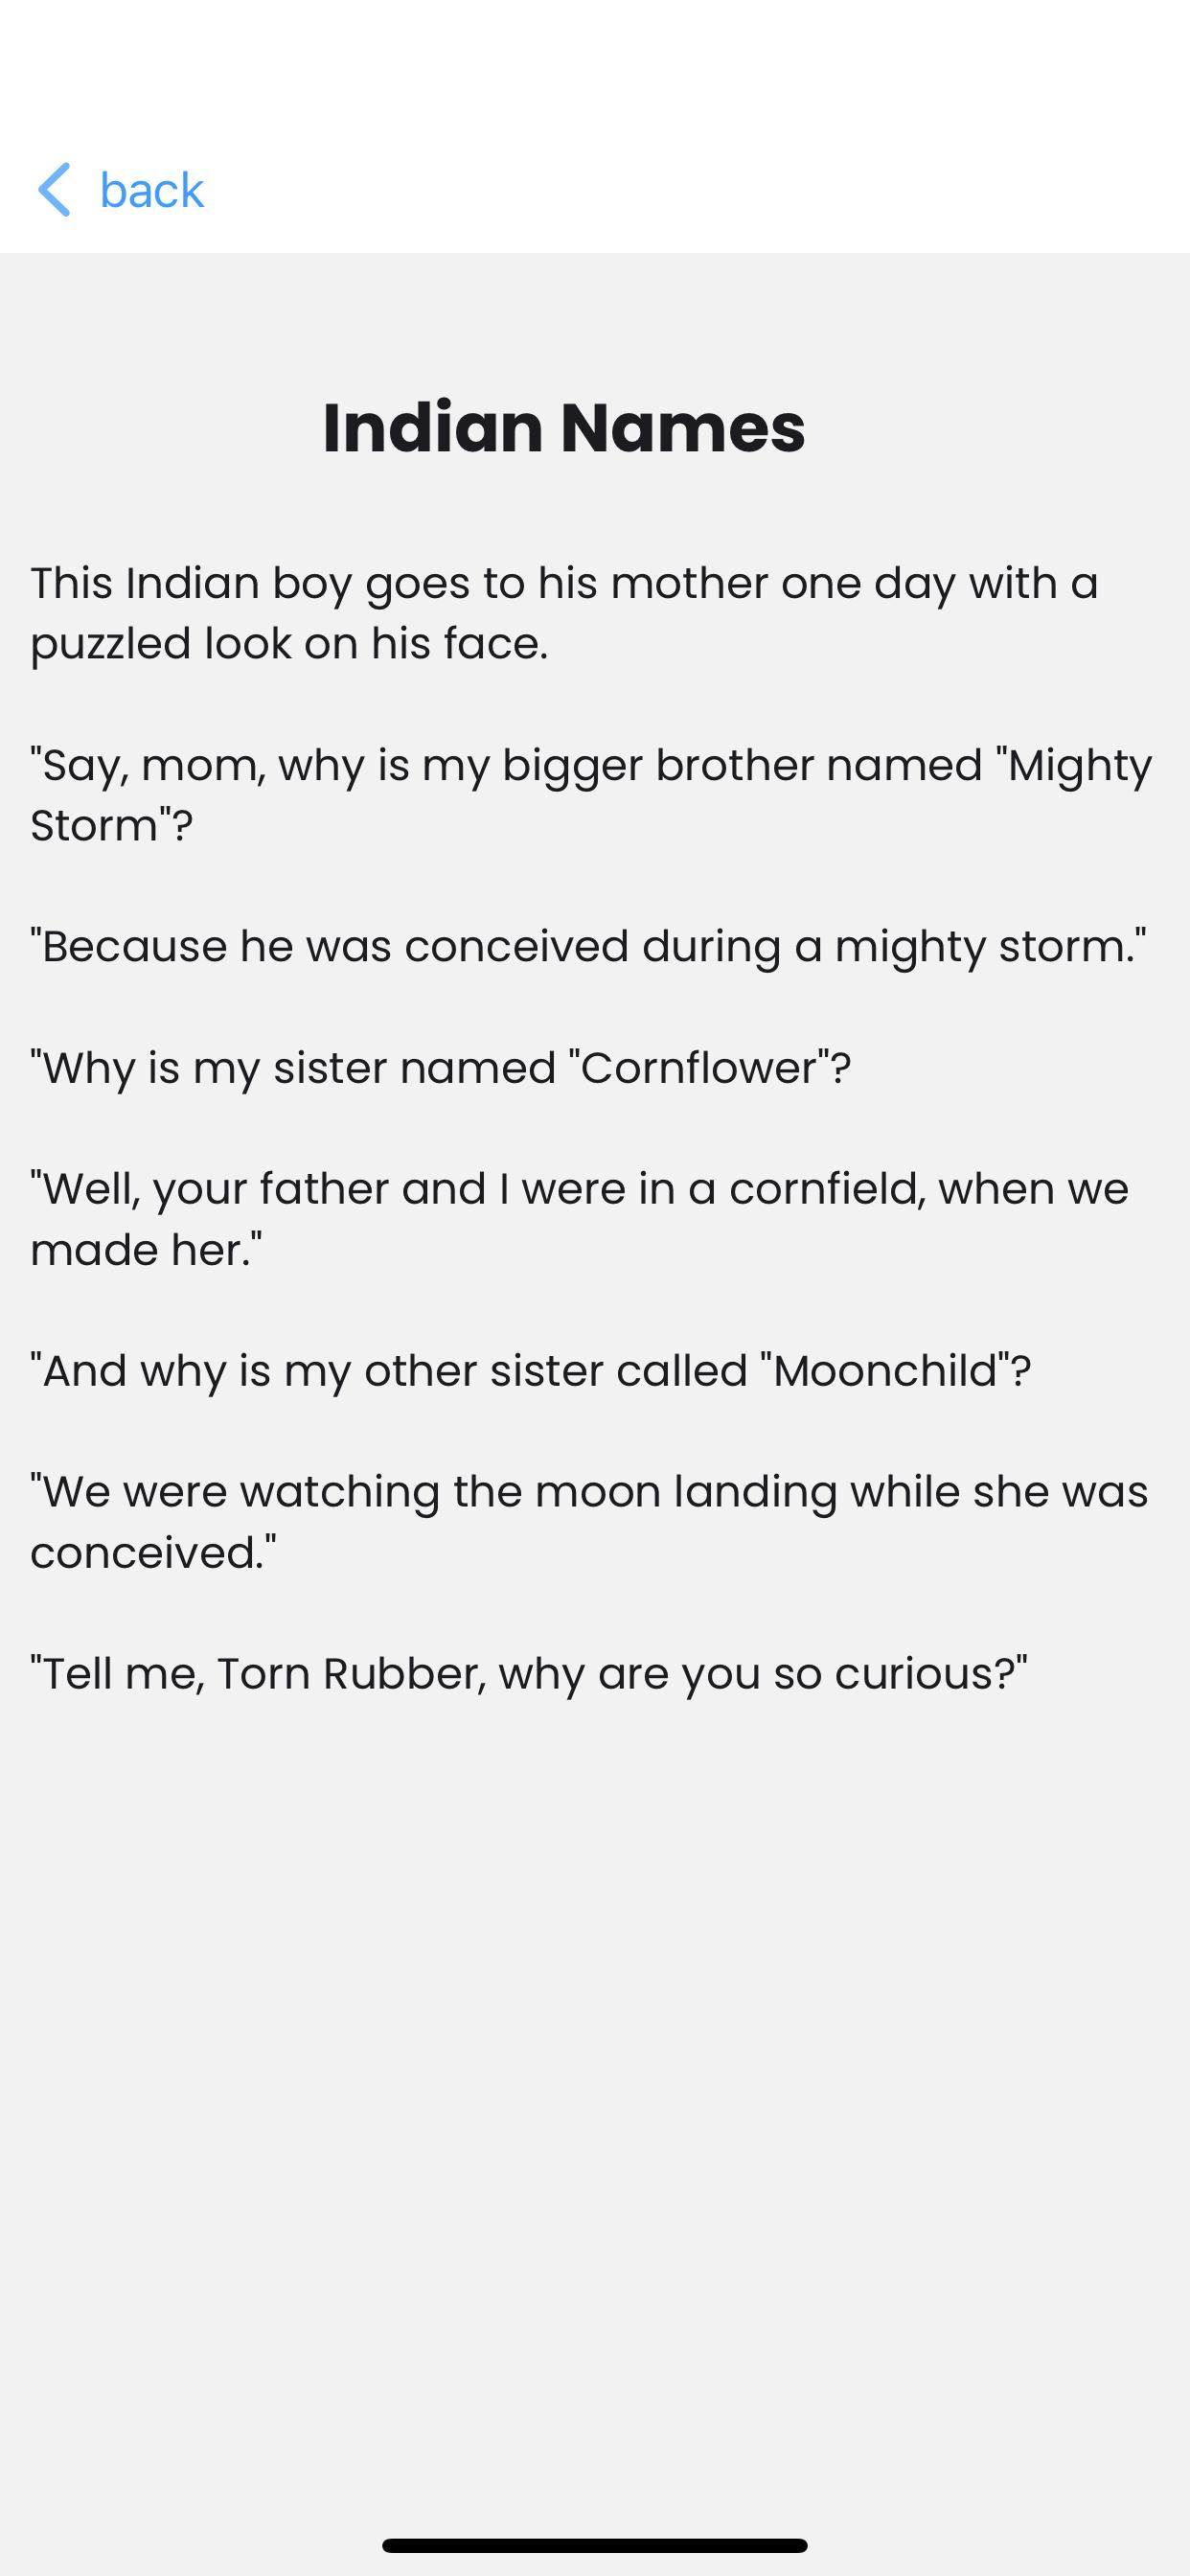 back
Indian Names
This Indian boy goes to his mother one day with a
puzzled look on his face.
"Say, mom, why is my bigger brother named "Mighty
Storm"?
"Because he was conceived during a mighty storm."
"Why is my sister named "Cornflower"?
"Well, your father and I were in a cornfield, when we
made her."
"And why is my other sister called "Moonchild"?
"We were watching the moon landing while she was
conceived."
"Tell me, Torn Rubber, why are you so curious?"